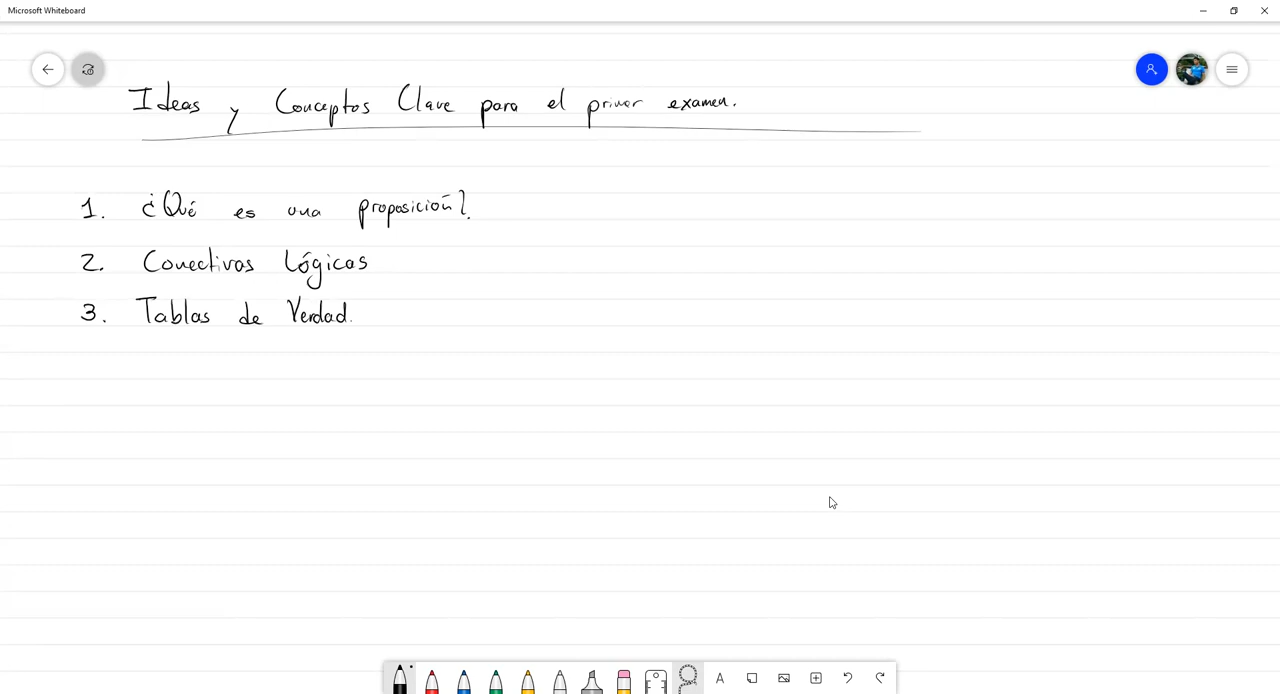 Microsoft Whiteboard
Ideas y Conceptos Clave para el primer examen.
1. ¿Qué es una proposición?
2. Conectivas Lógicas
3. Tablas de Verdad.
A